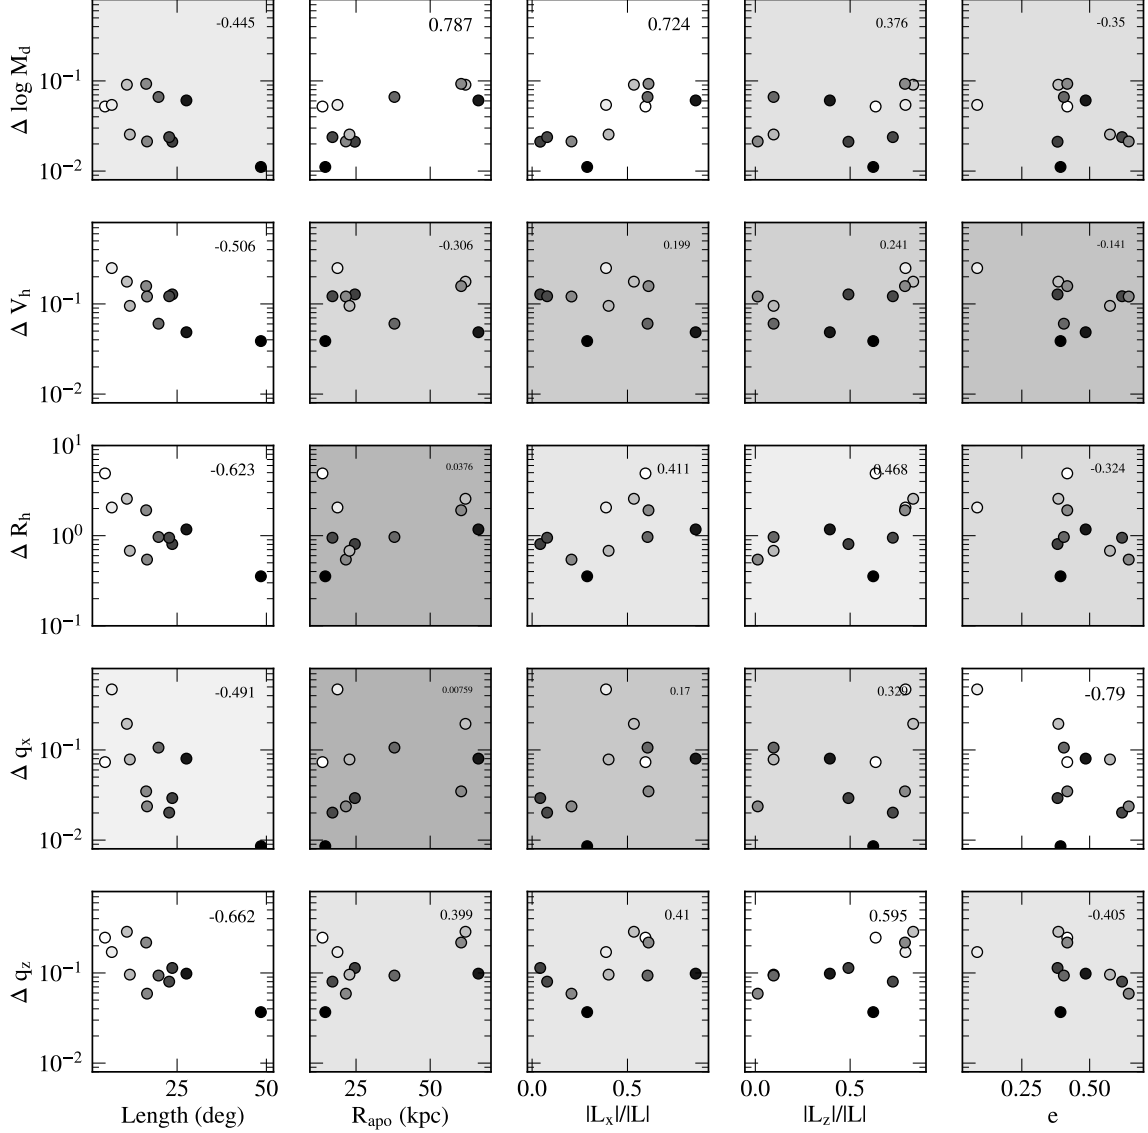 -0.445 0.787 0.724 0.376 -0.35
10⁻¹
10⁻²
Δ log M_d
-0.506 -0.306 0.199 0.241 -0.141
10⁻¹
10⁻²
Δ V_h
10¹
-0.623 0.0376 0.411 0.468 -0.324
10⁰
10⁻¹
Δ R_h
-0.491 0.00759 0.17 0.329 -0.79
10⁻¹
10⁻²
Δ q_x
-0.662 0.399 0.41 0.595 -0.405
10⁻¹
10⁻²
Δ q_z
25 50 25 50 0.0 0.5 0.0 0.5 0.25 0.50
Length (deg) R_apo (kpc) |L_x|/|L| |L_z|/|L| e